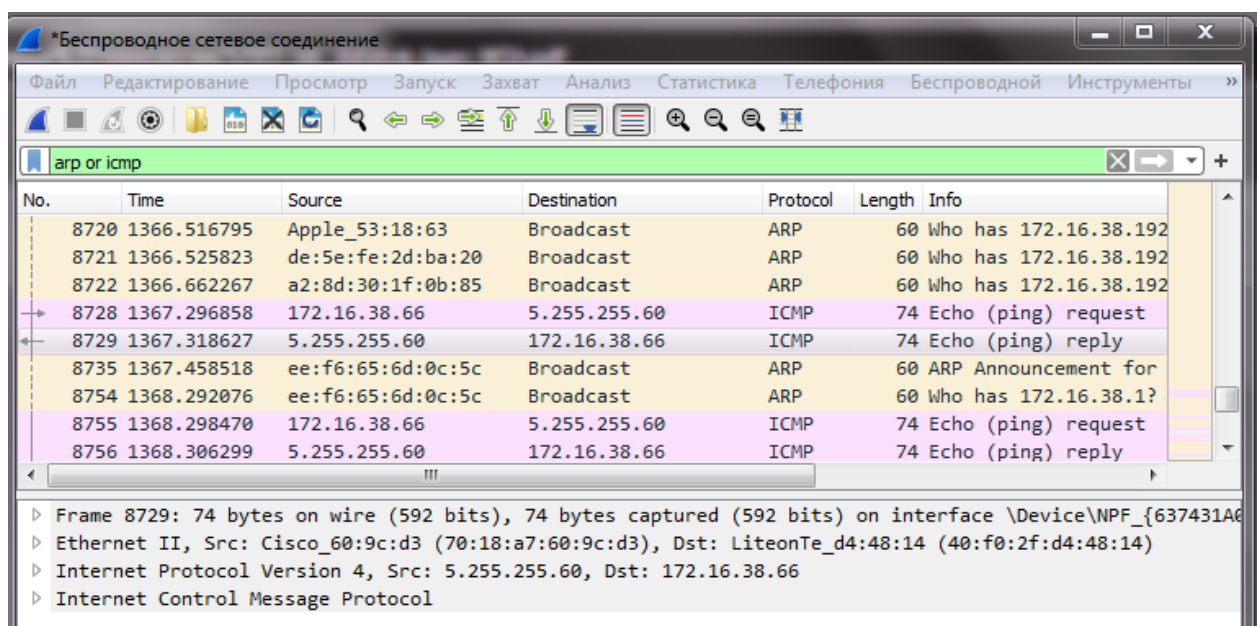 *Беспроводное сетевое соединение
Файл Редактирование Просмотр Запуск Захват Анализ Статистика Телефония Беспроводной Инструменты »
arp or icmp
No. Time Source Destination Protocol Length Info
8720 1366.516795 Apple_53:18:63 Broadcast ARP 60 Who has 172.16.38.192
8721 1366.525823 de:5e:fe:2d:ba:20 Broadcast ARP 60 Who has 172.16.38.192
8722 1366.662267 a2:8d:30:1f:0b:85 Broadcast ARP 60 Who has 172.16.38.192
8728 1367.296858 172.16.38.66 5.255.255.60 ICMP 74 Echo (ping) request
8729 1367.318627 5.255.255.60 172.16.38.66 ICMP 74 Echo (ping) reply
8735 1367.458518 ee:f6:65:6d:0c:5c Broadcast ARP 60 ARP Announcement for
8754 1368.292076 ee:f6:65:6d:0c:5c Broadcast ARP 60 Who has 172.16.38.1?
8755 1368.298470 172.16.38.66 5.255.255.60 ICMP 74 Echo (ping) request
8756 1368.306299 5.255.255.60 172.16.38.66 ICMP 74 Echo (ping) reply
Frame 8729: 74 bytes on wire (592 bits), 74 bytes captured (592 bits) on interface \Device\NPF_{637431A0
Ethernet II, Src: Cisco_60:9c:d3 (70:18:a7:60:9c:d3), Dst: LiteonTe_d4:48:14 (40:f0:2f:d4:48:14)
Internet Protocol Version 4, Src: 5.255.255.60, Dst: 172.16.38.66
Internet Control Message Protocol